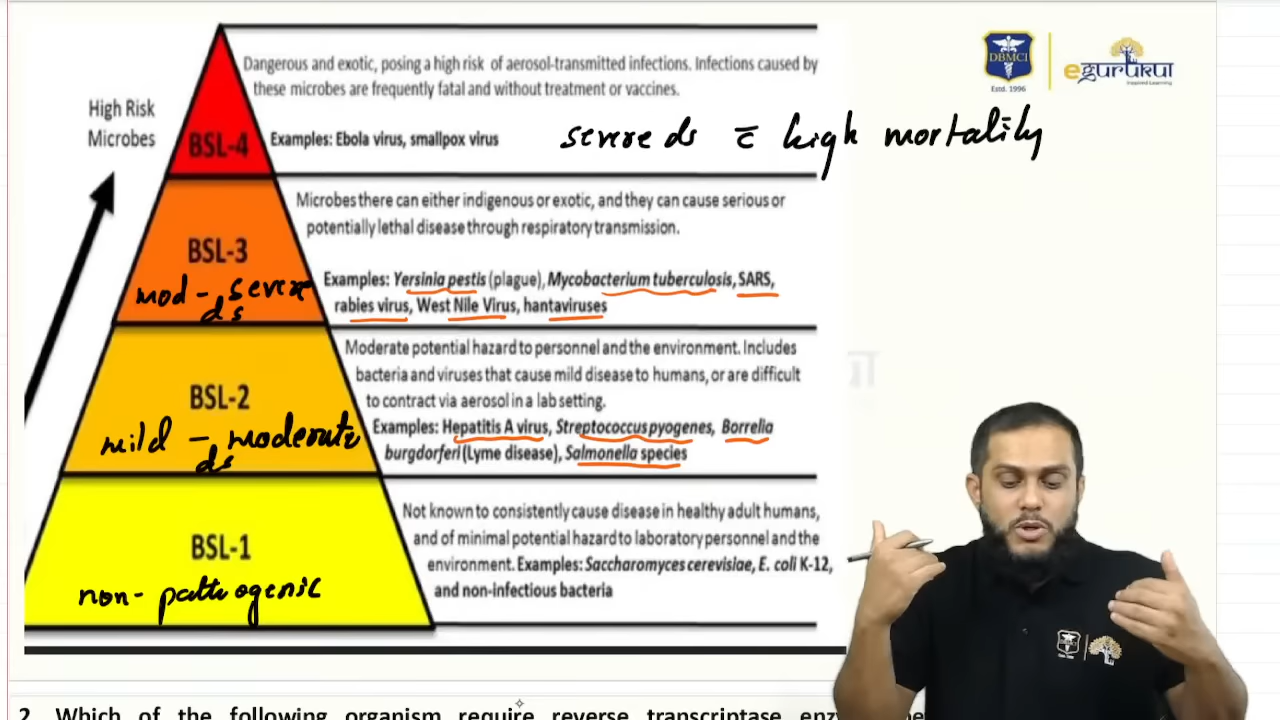 DBMCI
Estd. 1996
eGurukul
Inspired Learning
High Risk
Microbes
BSL-4
Dangerous and exotic, posing a high risk of aerosol-transmitted infections. Infections caused by
these microbes are frequently fatal and without treatment or vaccines.
Examples: Ebola virus, smallpox virus
severe ds c̄ high mortality
BSL-3
mod - severe
ds
Microbes there can either indigenous or exotic, and they can cause serious or
potentially lethal disease through respiratory transmission.
Examples: Yersinia pestis (plague), Mycobacterium tuberculosis, SARS,
rabies virus, West Nile Virus, hantaviruses
BSL-2
mild - moderate
ds
Moderate potential hazard to personnel and the environment. Includes
bacteria and viruses that cause mild disease to humans, or are difficult
to contract via aerosol in a lab setting.
Examples: Hepatitis A virus, Streptococcus pyogenes, Borrelia
burgdorferi (Lyme disease), Salmonella species
BSL-1
non-pathogenic
Not known to consistently cause disease in healthy adult humans,
and of minimal potential hazard to laboratory personnel and the
environment. Examples: Saccharomyces cerevisiae, E. coli K-12,
and non-infectious bacteria
DBMCI
2. Which of the following organism require reverse transcriptase